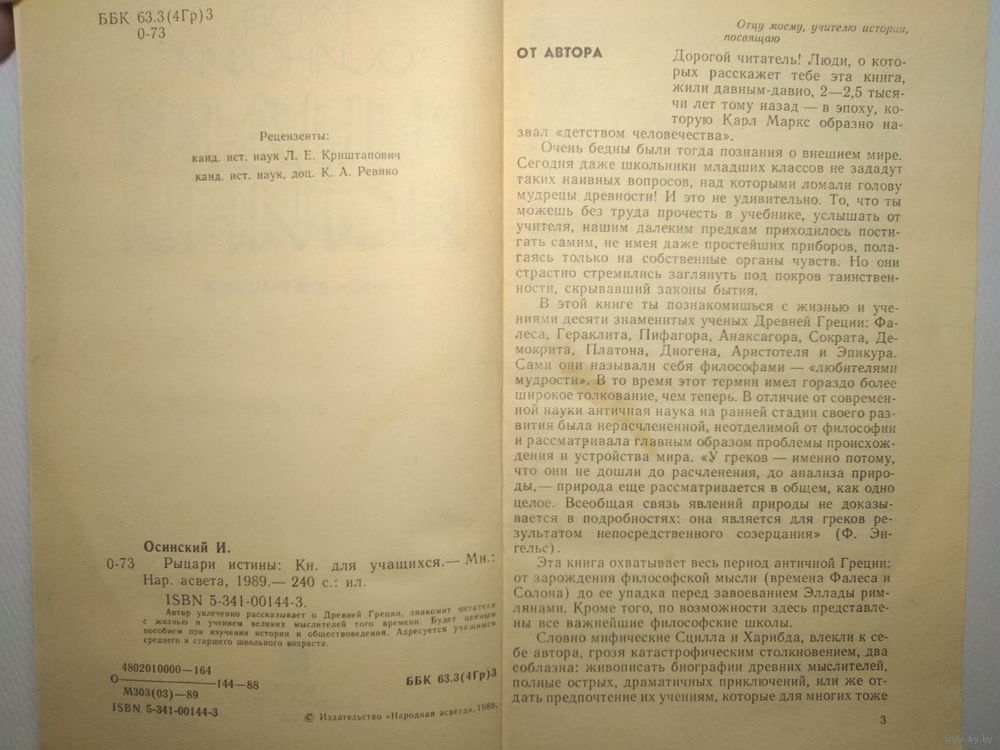 ББК 63.3(4Гр)3
0-73
Рецензенты:
канд. ист. наук Л. Е. Криштапович
канд. ист. наук, доц. К. А. Ревяко
Осинский И.
0-73 Рыцари истины: Кн. для учащихся.— Мн.:
Нар. асвета, 1989.— 240 с.: ил.
ISBN 5-341-00144-3.
Автор увлеченно рассказывает о Древней Греции, знакомит читателя
с жизнью и учением великих мыслителей того времени. Будет ценным
пособием при изучении истории и обществоведения. Адресуется учащимся
среднего и старшего школьного возраста.
4802010000—164
О————144—88
М303(03)—89
ББК 63.3(4Гр)3
ISBN 5-341-00144-3
© Издательство «Народная асвета», 1989.
Отцу моему, учителю истории,
посвящаю
ОТ АВТОРА
Дорогой читатель! Люди, о кото-
рых расскажет тебе эта книга,
жили давным-давно, 2—2,5 тыся-
чи лет тому назад — в эпоху, ко-
торую Карл Маркс образно на-
звал «детством человечества».
Очень бедны были тогда познания о внешнем мире.
Сегодня даже школьники младших классов не зададут
таких наивных вопросов, над которыми ломали голову
мудрецы древности! И это не удивительно. То, что ты
можешь без труда прочесть в учебнике, услышать от
учителя, нашим далеким предкам приходилось пости-
гать самим, не имея даже простейших приборов, пола-
гаясь только на собственные органы чувств. Но они
страстно стремились заглянуть под покров таинствен-
ности, скрывавший законы бытия.
В этой книге ты познакомишься с жизнью и уче-
ниями десяти знаменитых ученых Древней Греции: Фа-
леса, Гераклита, Пифагора, Анаксагора, Сократа, Де-
мокрита, Платона, Диогена, Аристотеля и Эпикура.
Сами они называли себя философами — «любителями
мудрости». В то время этот термин имел гораздо более
широкое толкование, чем теперь. В отличие от современ-
ной науки античная наука на ранней стадии своего раз-
вития была нерасчлененной, неотделимой от философии
и рассматривала главным образом проблемы происхож-
дения и устройства мира. «У греков — именно потому,
что они не дошли до расчленения, до анализа приро-
ды,— природа еще рассматривается в общем, как одно
целое. Всеобщая связь явлений природы не доказы-
вается в подробностях: она является для греков ре-
зультатом непосредственного созерцания» (Ф. Эн-
гельс).
Эта книга охватывает весь период античной Греции:
от зарождения философской мысли (времена Фалеса и
Солона) до ее упадка перед завоеванием Эллады рим-
лянами. Кроме того, по возможности здесь представле-
ны все важнейшие философские школы.
Словно мифические Сцилла и Харибда, влекли к се-
бе автора, грозя катастрофическим столкновением, два
соблазна: живописать биографии древних мыслителей,
полные острых, драматичных приключений, или же от-
дать предпочтение их учениям, которые для многих тоже
3
www.ay.by